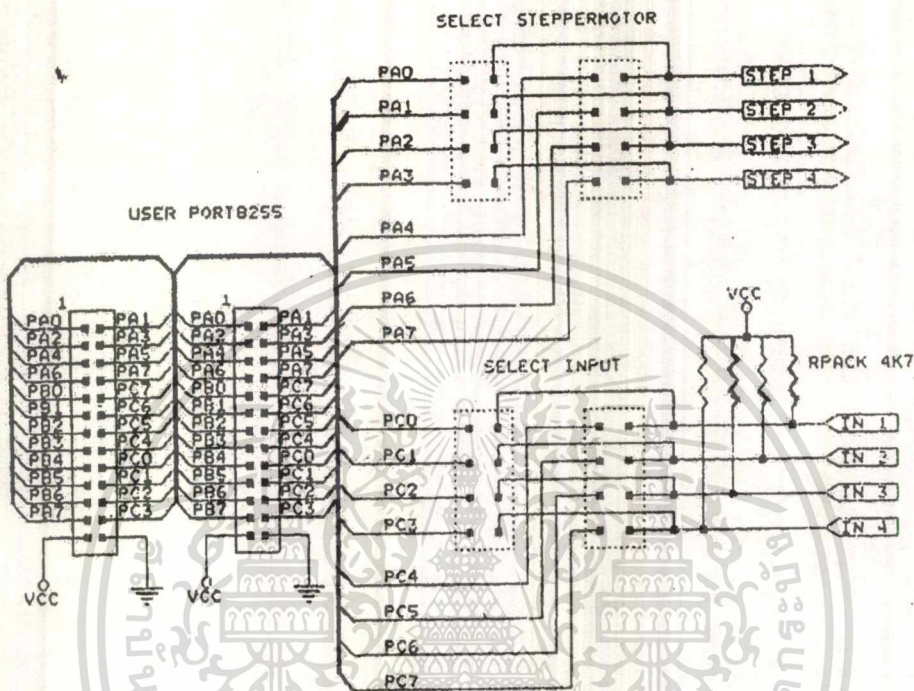 SELECT STEPPERMOTOR
PA0
STEP 1
PA1
STEP 2
PA2
STEP 3
PA3
STEP 4
USER PORT8255
PA4
PA5
PA6
PA7
1
PA0 PA1
PA2 PA3
PA4 PA5
PA6 PA7
PB0 PC7
PB1 PC6
PB2 PC5
PB3 PC4
PB4 PC0
PB5 PC1
PB6 PC2
PC3
VCC
1
PA0 PA1
PA2 PA3
PA4 PA5
PA6 PA7
PB0 PC7
PB1 PC6
PB2 PC5
PB3 PC4
PB4 PC0
PB5 PC1
PC2
PB7 PC3
VCC
VCC
RPACK 4K7
SELECT INPUT
PC0
IN 1
PC1
IN 2
PC2
IN 3
PC3
IN 4
PC4
PC5
PC6
PC7